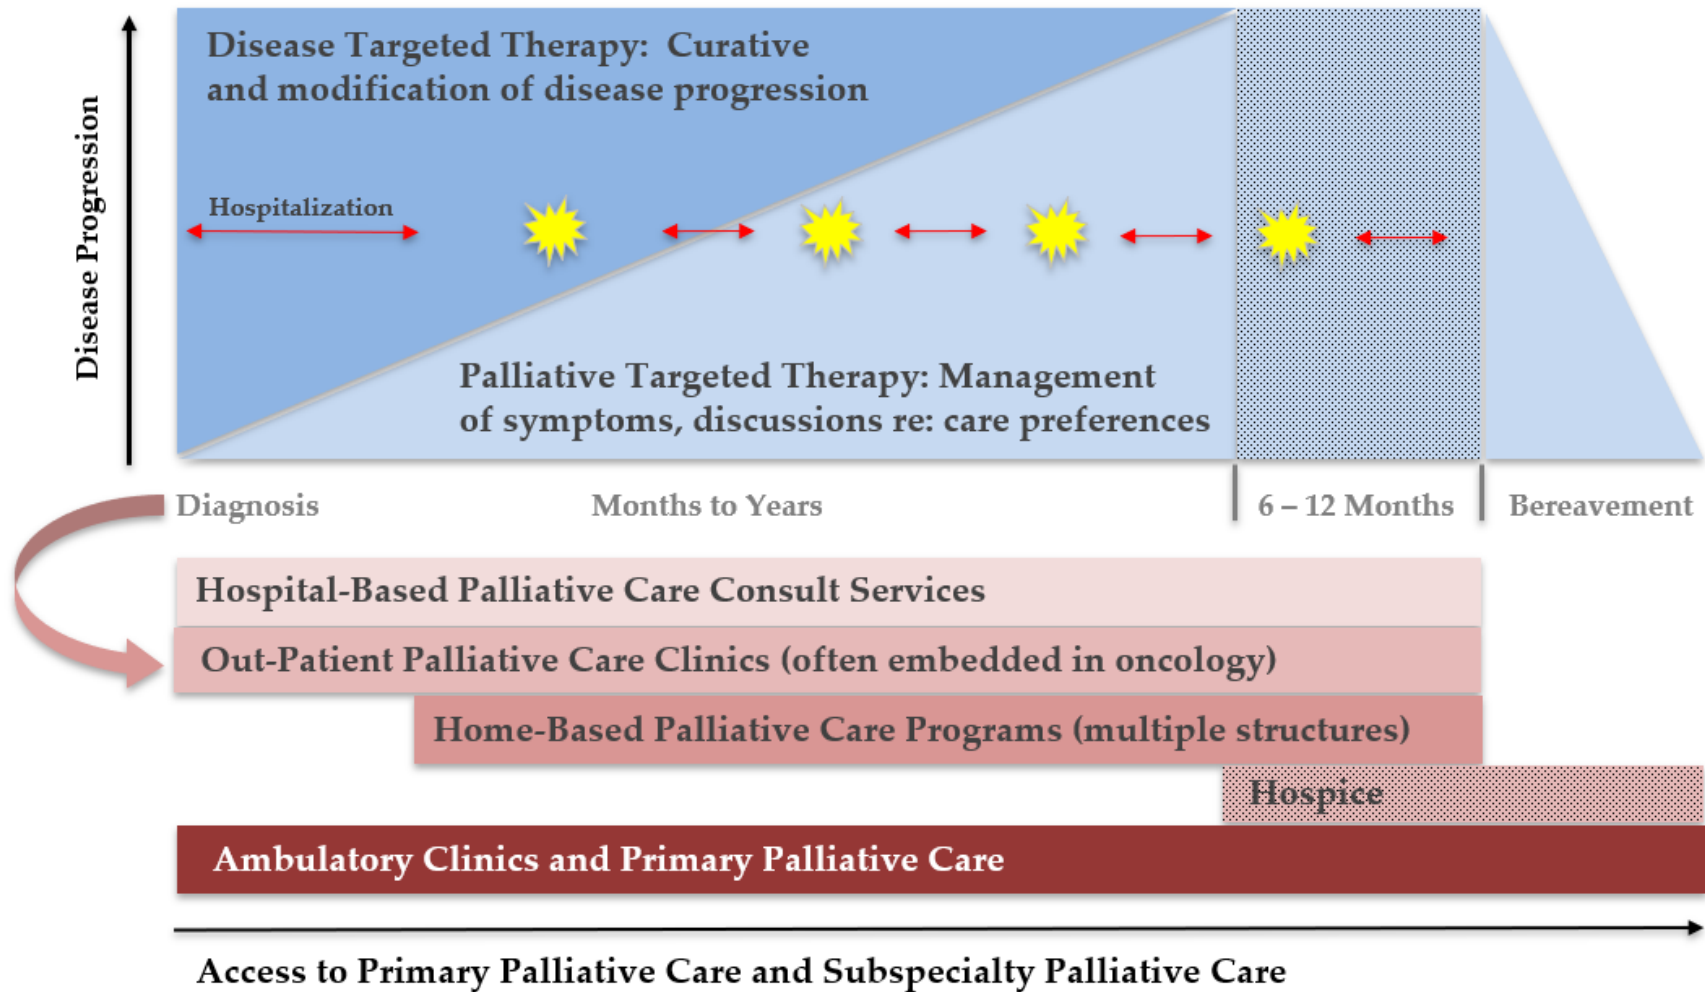 Disease Targeted Therapy: Curative
and modification of disease progression
Disease Progression
Hospitalization
Palliative Targeted Therapy: Management
of symptoms, discussions re: care preferences
Diagnosis
Months to Years
6 – 12 Months
Bereavement
Hospital-Based Palliative Care Consult Services
Out-Patient Palliative Care Clinics (often embedded in oncology)
Home-Based Palliative Care Programs (multiple structures)
Hospice
Ambulatory Clinics and Primary Palliative Care
Access to Primary Palliative Care and Subspecialty Palliative Care